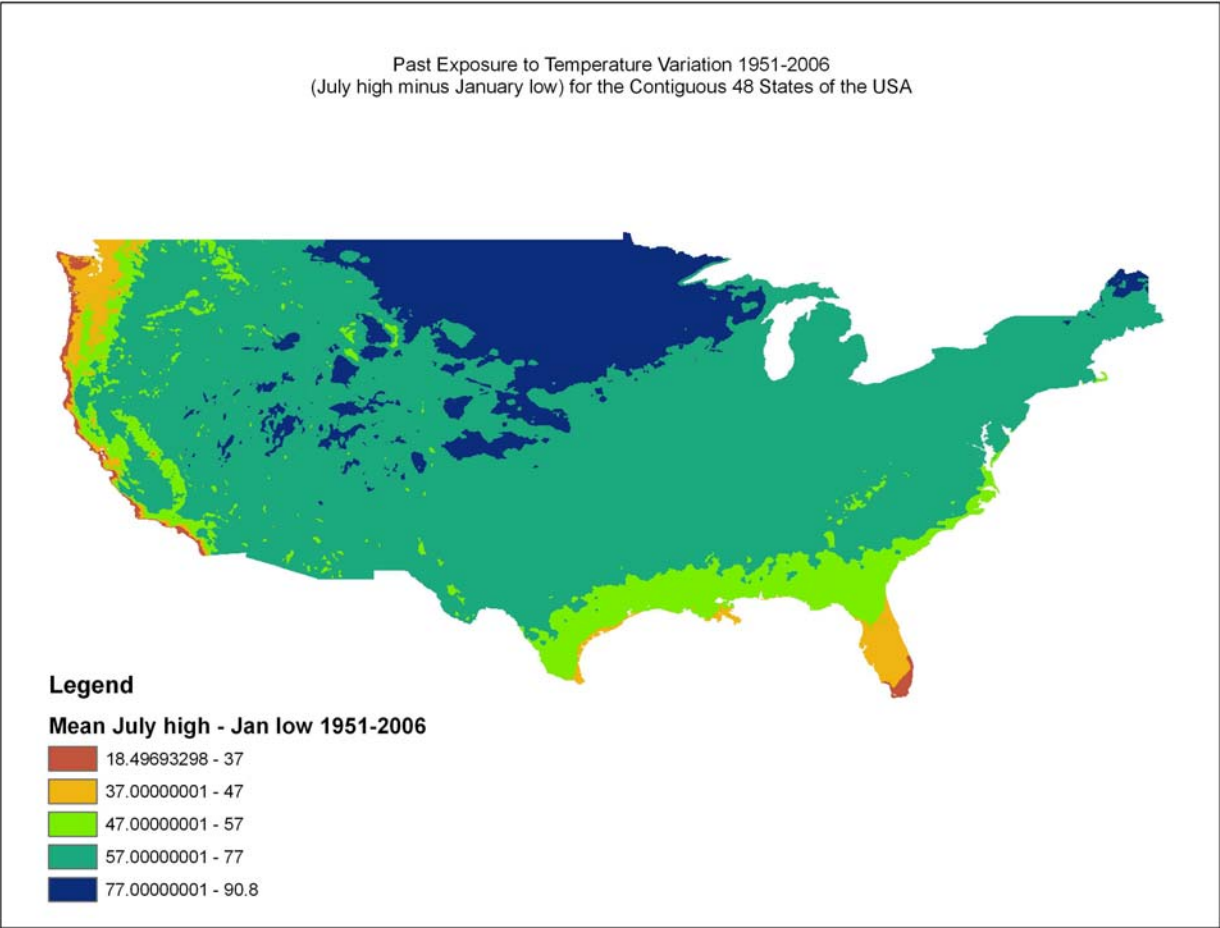 Past Exposure to Temperature Variation 1951-2006
(July high minus January low) for the Contiguous 48 States of the USA
Legend
Mean July high - Jan low 1951-2006
18.49693298 - 37
37.00000001 - 47
47.00000001 - 57
57.00000001 - 77
77.00000001 - 90.8